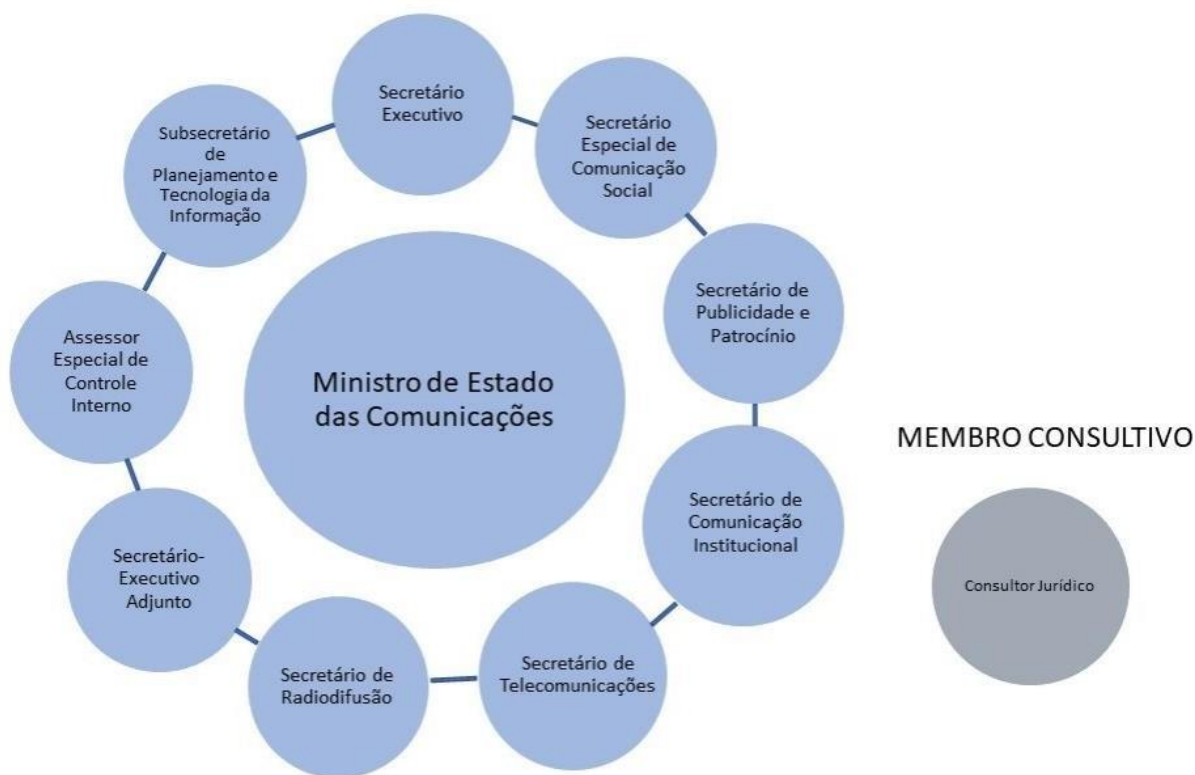 Secretário
Executivo
Secretário
Especial de
Comunicação
Social
Secretário de
Publicidade e
Patrocínio
Secretário de
Comunicação
Institucional
Secretário de
Telecomunicações
Secretário de
Radiodifusão
Secretário-
Executivo
Adjunto
Assessor
Especial de
Controle
Interno
Subsecretário
de
Planejamento e
Tecnologia da
Informação
Ministro de Estado
das Comunicações
MEMBRO CONSULTIVO
Consultor Jurídico